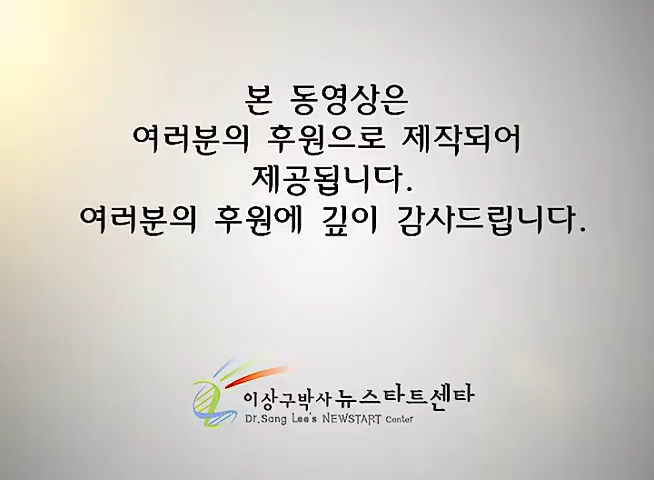 본 동영상은
여러분의 후원으로 제작되어
제공됩니다.
여러분의 후원에 깊이 감사드립니다.
이상구박사 뉴스타트센타
Dr.Sang Lee's NEWSTART Center